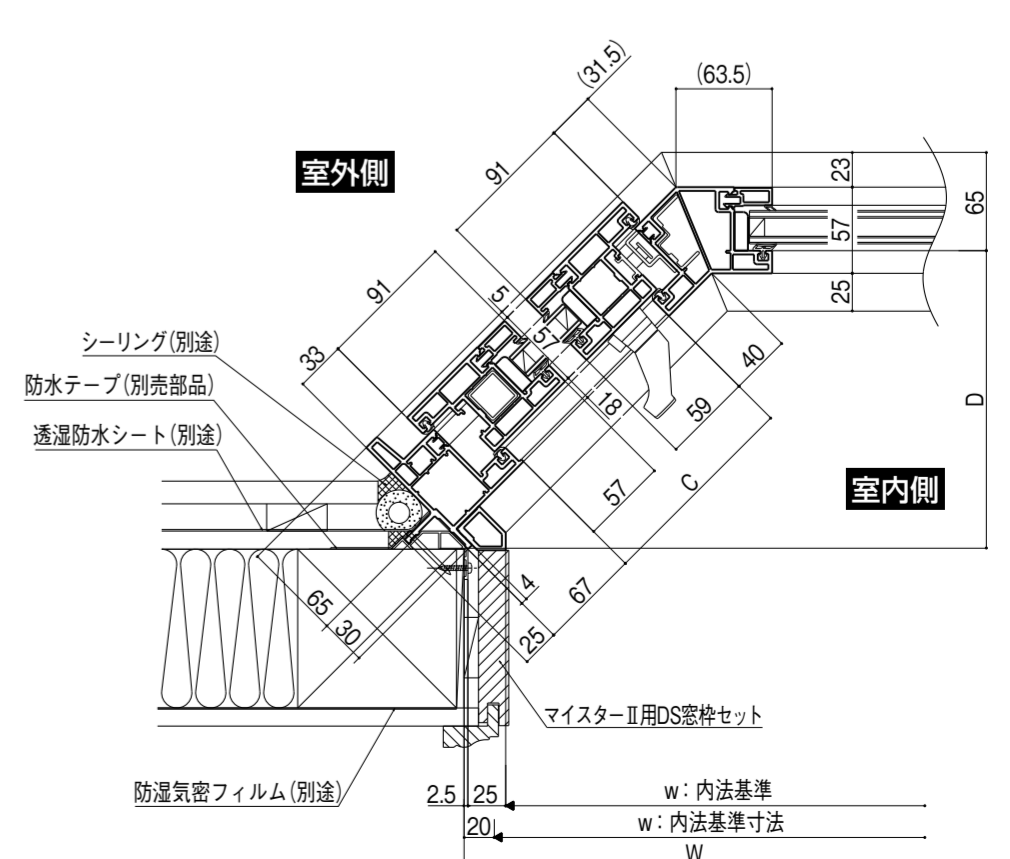 (31.5)
(63.5)
室外側
91
23
65
57
25
91
5
57
シーリング(別途)
防水テープ(別売部品)
33
透湿防水シート(別途)
40
18
59
D
C
室内側
57
4
67
65
30
25
マイスターⅡ用DS窓枠セット
防湿気密フィルム(別途)
2.5
25
w:内法基準
20
w:内法基準寸法
W